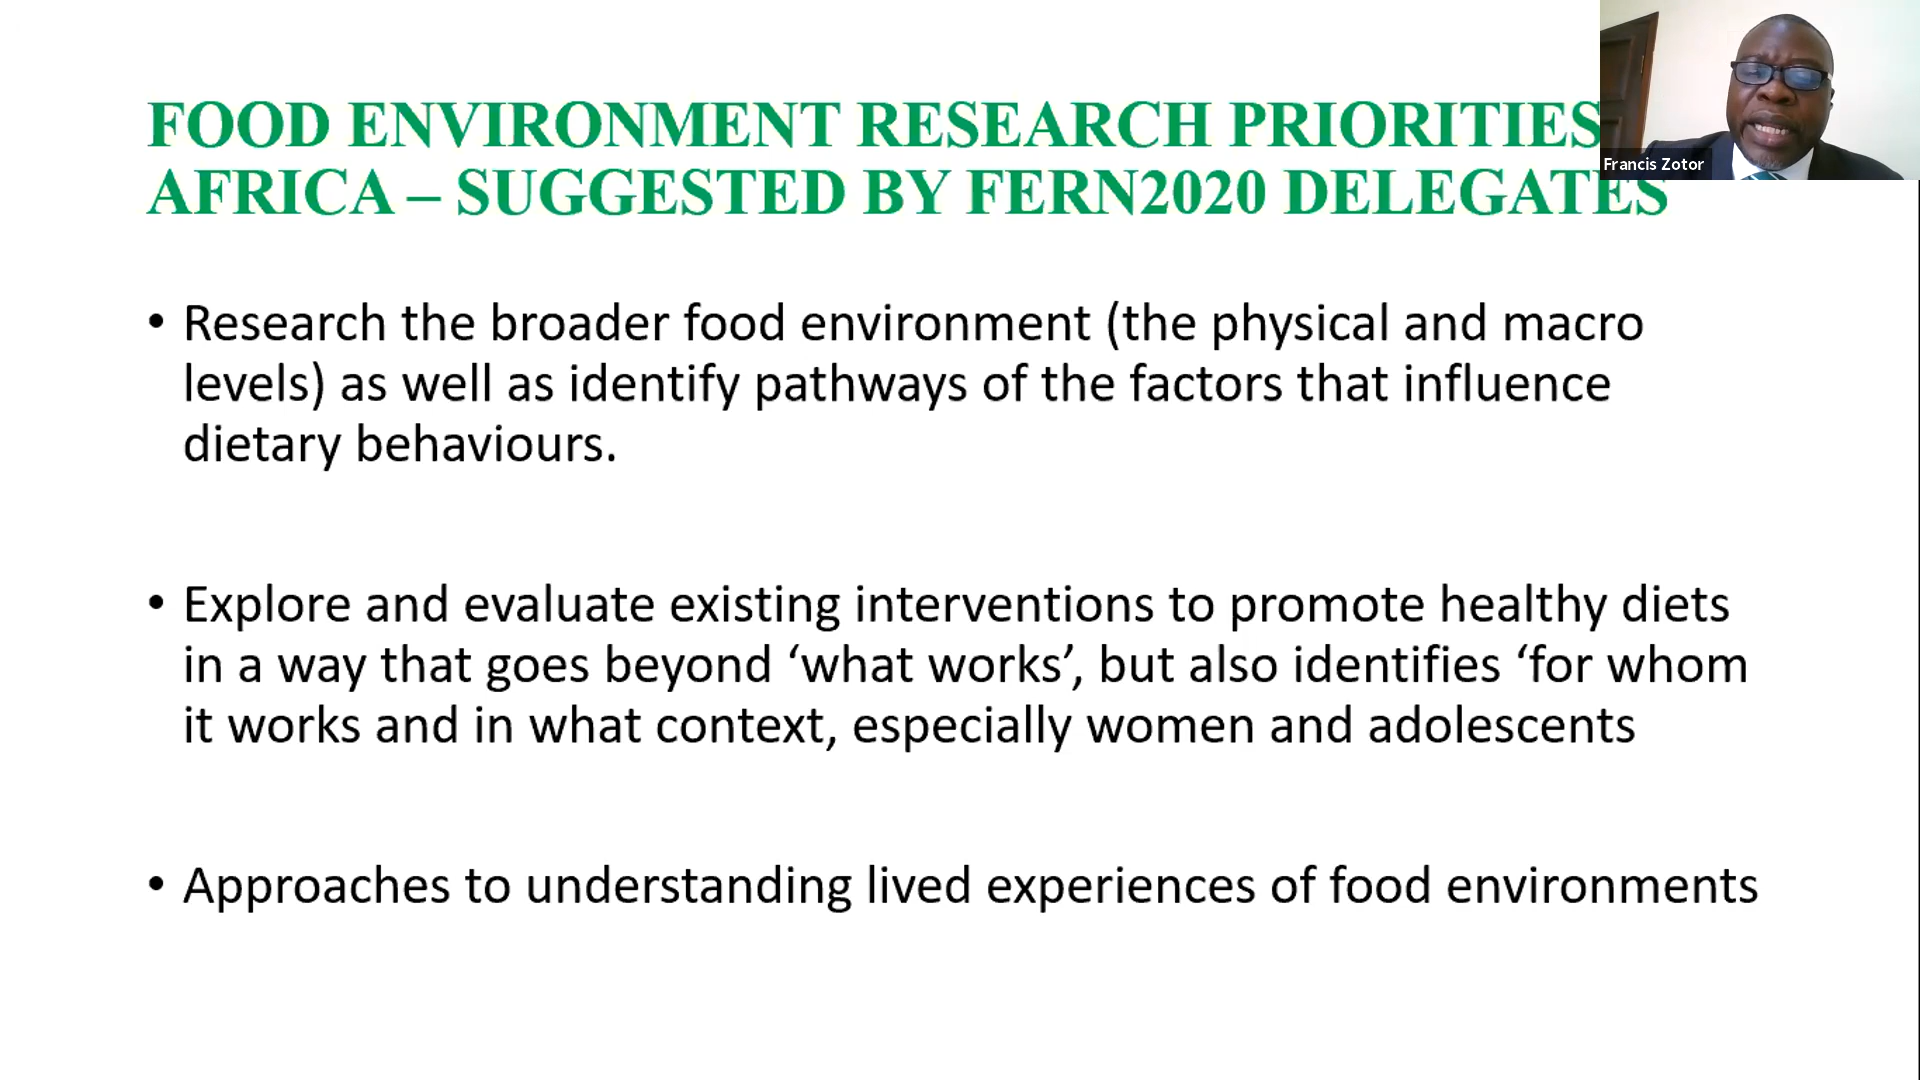 FOOD ENVIRONMENT RESEARCH PRIORITIES
AFRICA – SUGGESTED BY FERN2020 DELEGATES
Francis Zotor
• Research the broader food environment (the physical and macro
levels) as well as identify pathways of the factors that influence
dietary behaviours.
• Explore and evaluate existing interventions to promote healthy diets
in a way that goes beyond ‘what works’, but also identifies ‘for whom
it works and in what context, especially women and adolescents
• Approaches to understanding lived experiences of food environments